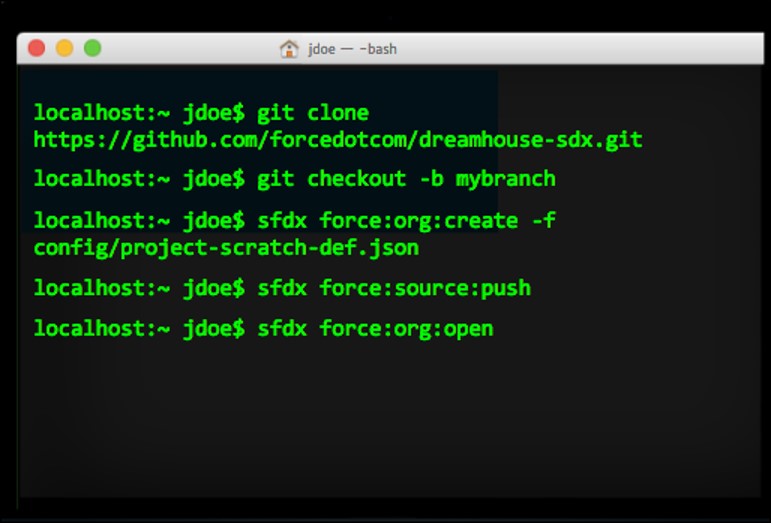 jdoe — -bash
localhost:~ jdoe$ git clone
https://github.com/forcedotcom/dreamhouse-sdx.git
localhost:~ jdoe$ git checkout -b mybranch
localhost:~ jdoe$ sfdx force:org:create -f
config/project-scratch-def.json
localhost:~ jdoe$ sfdx force:source:push
localhost:~ jdoe$ sfdx force:org:open